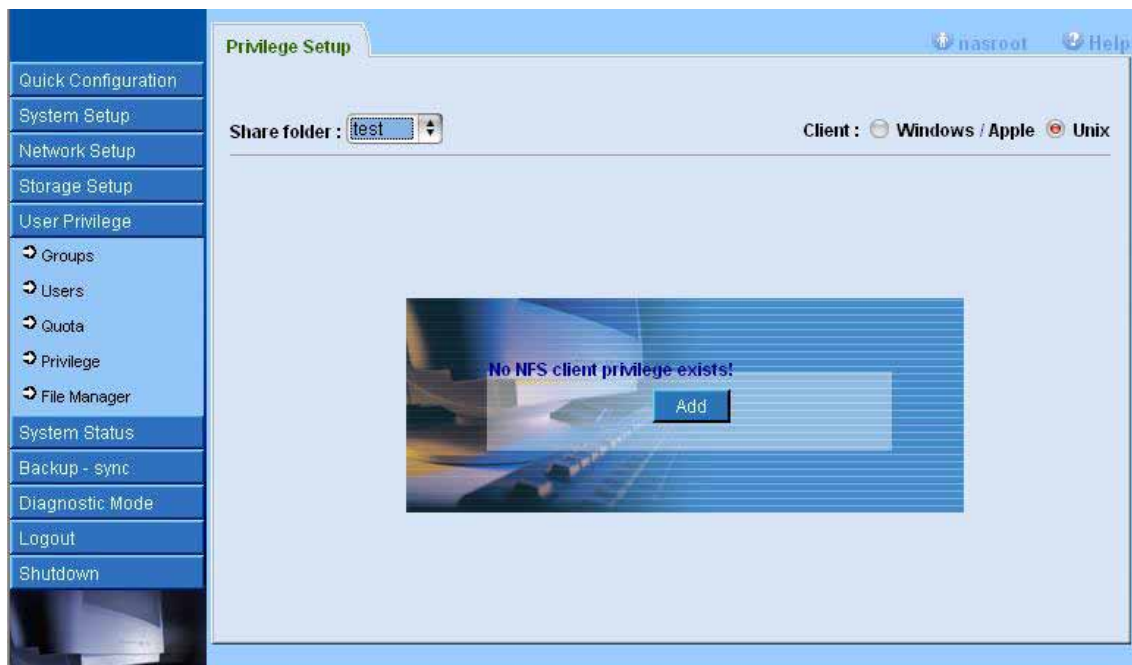 Privilege Setup
nasroot
Help
Quick Configuration
System Setup
Network Setup
Storage Setup
User Privilege
Groups
Users
Quota
Privilege
File Manager
System Status
Backup - sync
Diagnostic Mode
Logout
Shutdown
Share folder : test
Client : Windows / Apple Unix
No NFS client privilege exists!
Add